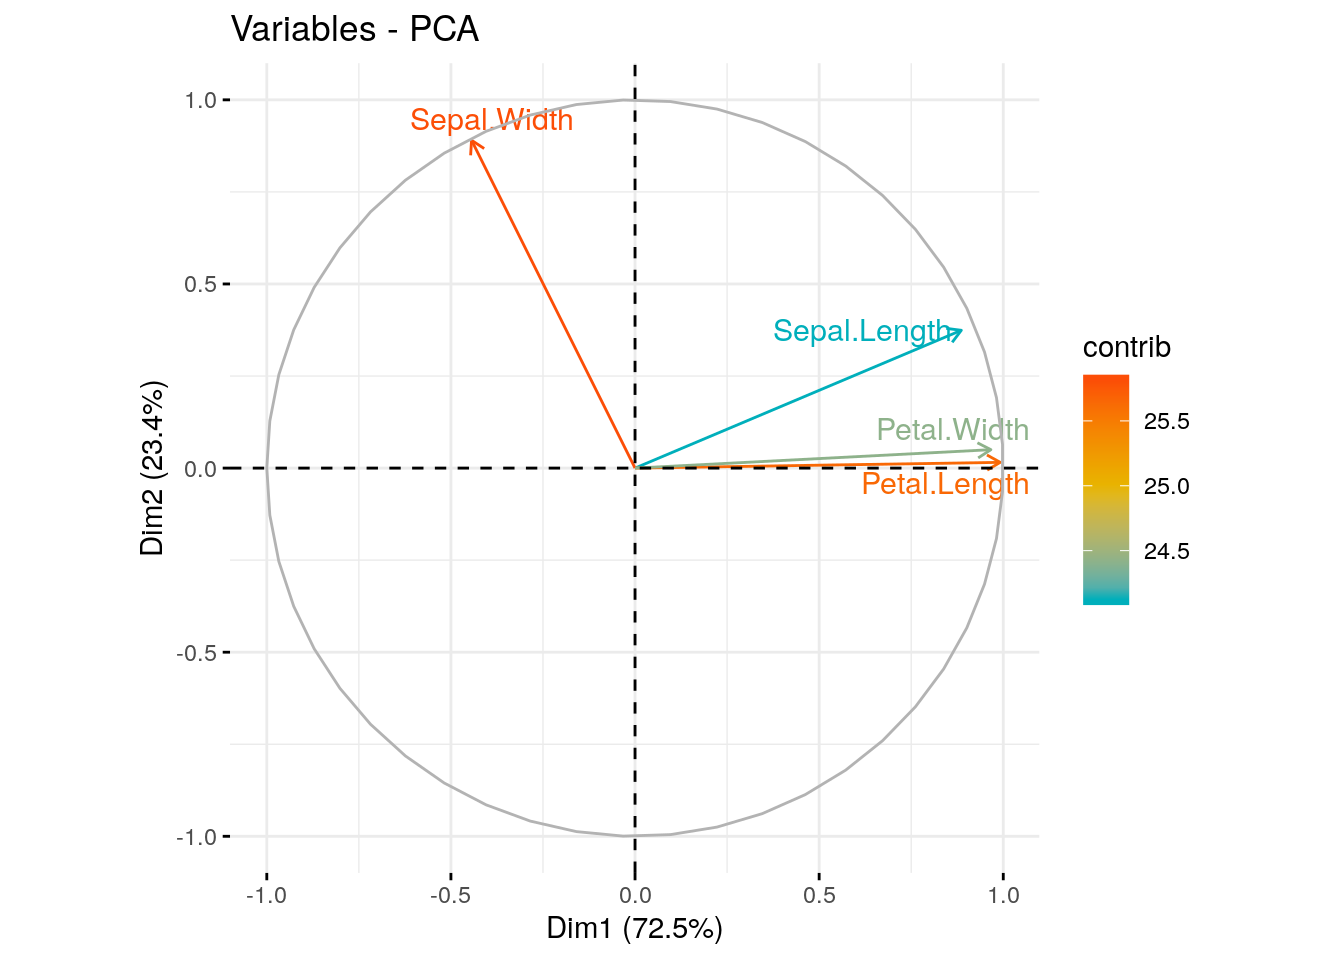 Variables - PCA
1.0
0.5
0.0
-0.5
-1.0
Dim2 (23.4%)
Sepal.Width
Sepal.Length
Petal.Width
Petal.Length
-1.0
-0.5
0.0
0.5
1.0
Dim1 (72.5%)
contrib
25.5
25.0
24.5